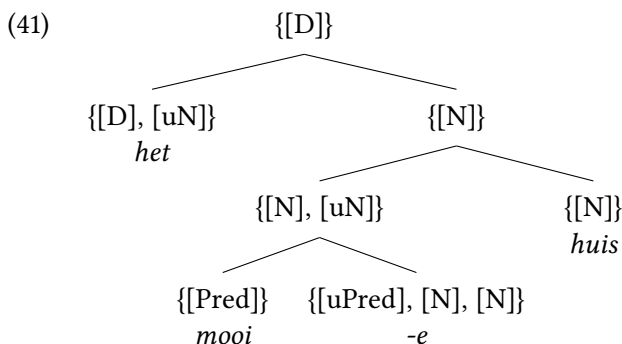 (41) {[D]}
{[D], [uN]} {[N]}
het
{[N], [uN]} {[N]}
huis
{[Pred]} {[uPred], [N], [N]}
mooi -e